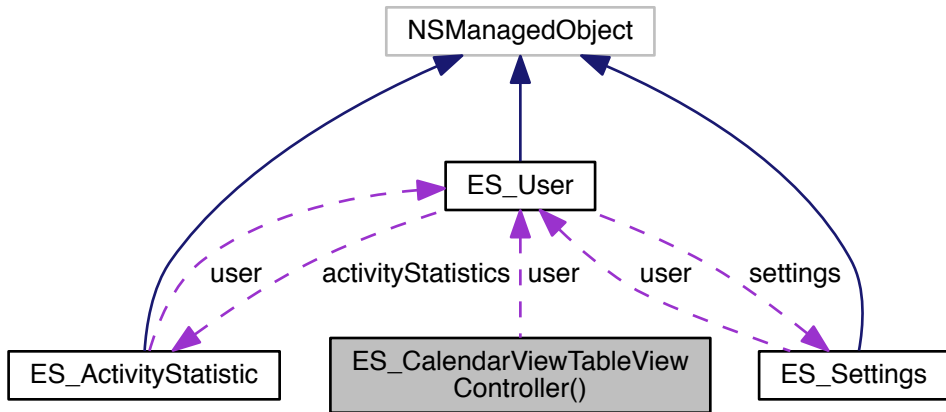 NSManagedObject
ES_User
user
activityStatistics
user
user
settings
ES_ActivityStatistic
ES_CalendarViewTableView
Controller()
ES_Settings